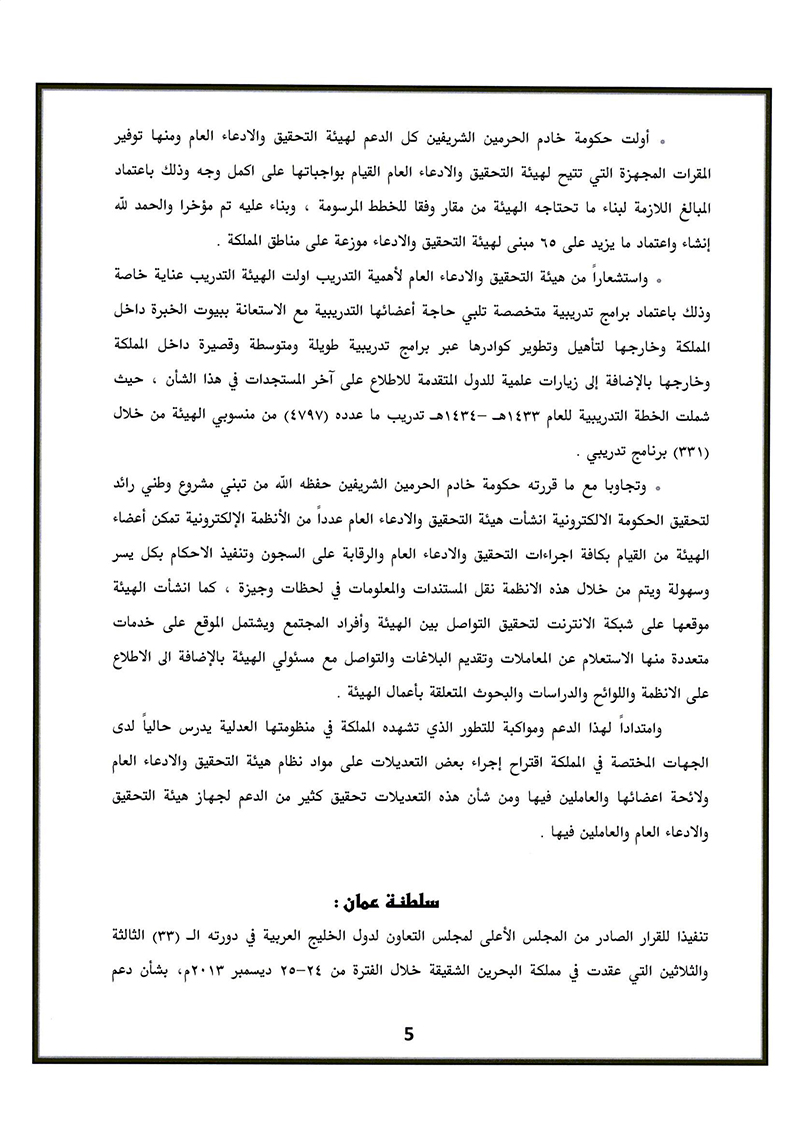 • أولت حكومة خادم الحرمين الشريفين كل الدعم لهيئة التحقيق والادعاء العام ومنها توفير
المقرات المجهزة التي تتيح لهيئة التحقيق والادعاء العام القيام بواجباتها على اكمل وجه وذلك باعتماد
المبالغ اللازمة لبناء ما تحتاجه الهيئة من مقار وفقا للخطط المرسومة ، وبناء عليه تم مؤخرا والحمد لله
إنشاء واعتماد ما يزيد على ٦٥ مبنى لهيئة التحقيق والادعاء موزعة على مناطق المملكة .
• واستشعاراً من هيئة التحقيق والادعاء العام لأهمية التدريب اولت الهيئة التدريب عناية خاصة
وذلك باعتماد برامج تدريبية متخصصة تلبي حاجة أعضائها التدريبية مع الاستعانة ببيوت الخبرة داخل
المملكة وخارجها لتأهيل وتطوير كوادرها عبر برامج تدريبية طويلة ومتوسطة وقصيرة داخل المملكة
وخارجها بالإضافة إلى زيارات علمية للدول المتقدمة للاطلاع على آخر المستجدات في هذا الشأن ، حيث
شملت الخطة التدريبية للعام ١٤٣٣هـ –١٤٣٤هـ تدريب ما عدده (٤٧٩٧) من منسوبي الهيئة من خلال
(٣٣١) برنامج تدريبي .
• وتجاوبا مع ما قررته حكومة خادم الحرمين الشريفين حفظه الله من تبني مشروع وطني رائد
لتحقيق الحكومة الالكترونية انشأت هيئة التحقيق والادعاء العام عدداً من الأنظمة الإلكترونية تمكن أعضاء
الهيئة من القيام بكافة اجراءات التحقيق والادعاء العام والرقابة على السجون وتنفيذ الاحكام بكل يسر
وسهولة ويتم من خلال هذه الانظمة نقل المستندات والمعلومات في لحظات وجيزة ، كما انشأت الهيئة
موقعها على شبكة الانترنت لتحقيق التواصل بين الهيئة وأفراد المجتمع ويشتمل الموقع على خدمات
متعددة منها الاستعلام عن المعاملات وتقديم البلاغات والتواصل مع مسئولي الهيئة بالإضافة الى الاطلاع
على الانظمة واللوائح والدراسات والبحوث المتعلقة بأعمال الهيئة .
وامتداداً لهذا الدعم ومواكبة للتطور الذي تشهده المملكة في منظومتها العدلية يدرس حالياً لدى
الجهات المختصة في المملكة اقتراح إجراء بعض التعديلات على مواد نظام هيئة التحقيق والادعاء العام
ولائحة اعضائها والعاملين فيها ومن شأن هذه التعديلات تحقيق كثير من الدعم لجهاز هيئة التحقيق
والادعاء العام والعاملين فيها .
سلطنة عمان :
تنفيذا للقرار الصادر من المجلس الأعلى لمجلس التعاون لدول الخليج العربية في دورته الـ (٣٣) الثالثة
والثلاثين التي عقدت في مملكة البحرين الشقيقة خلال الفترة من ٢٤–٢٥ ديسمبر ٢٠١٣م، بشأن دعم
5